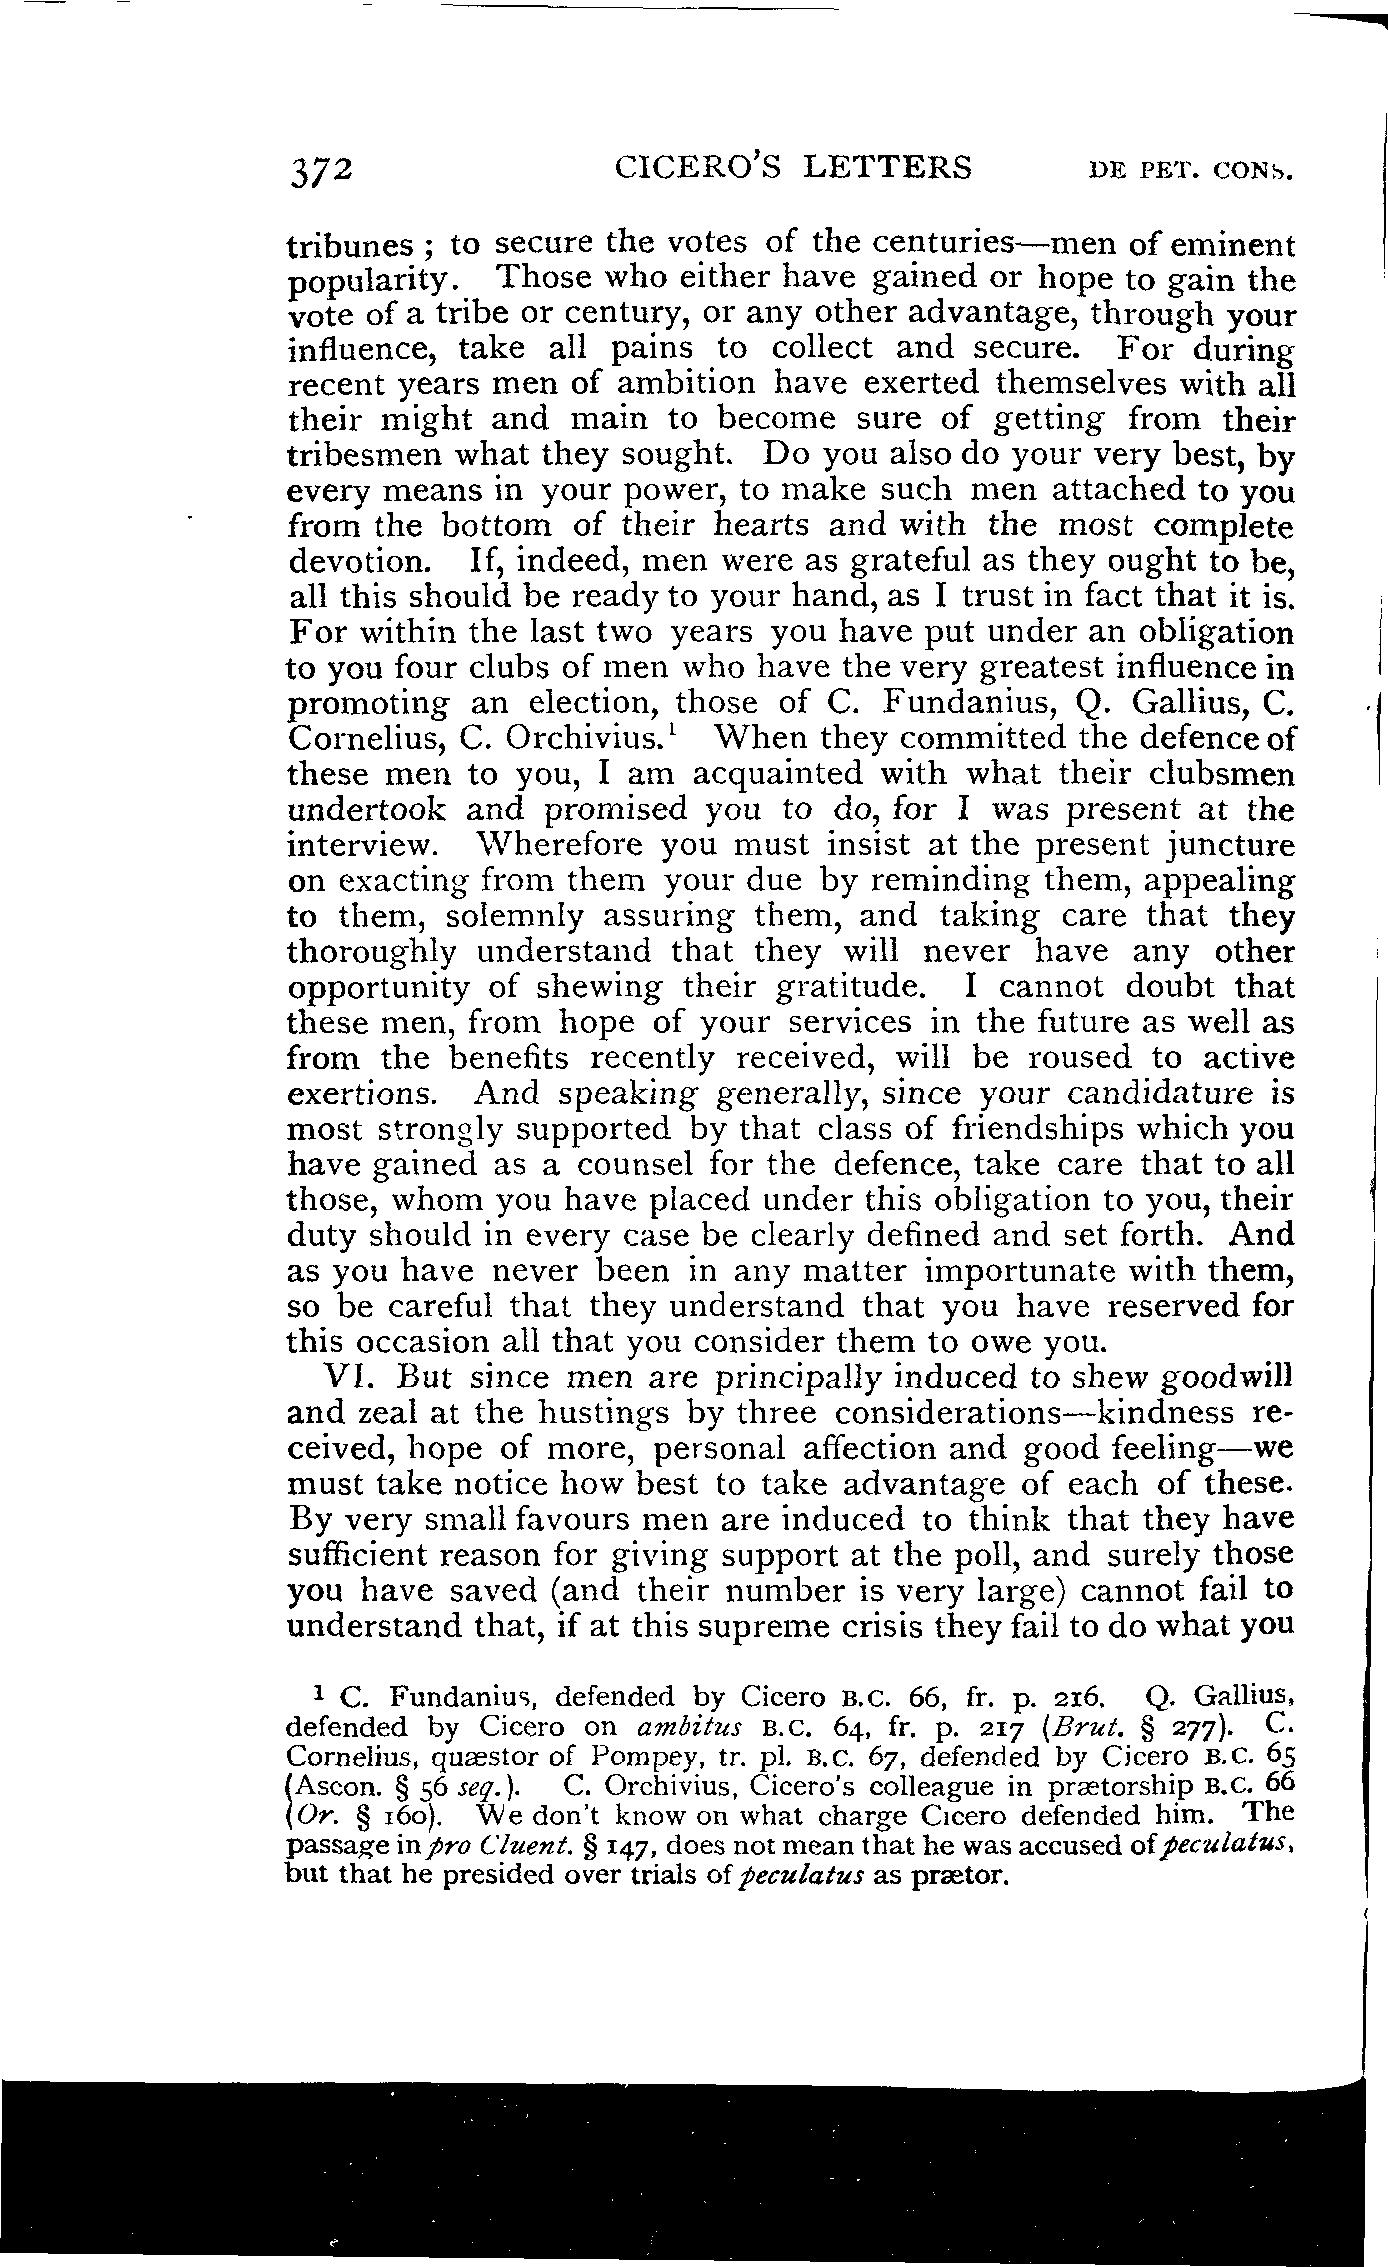 372 CICERO'S LETTERS DE PET. CONS.
tribunes ; to secure the votes of the centuries—men of eminent
popularity. Those who either have gained or hope to gain the
vote of a tribe or century, or any other advantage, through your
influence, take all pains to collect and secure. For during
recent years men of ambition have exerted themselves with all
their might and main to become sure of getting from their
tribesmen what they sought. Do you also do your very best, by
every means in your power, to make such men attached to you
from the bottom of their hearts and with the most complete
devotion. If, indeed, men were as grateful as they ought to be,
all this should be ready to your hand, as I trust in fact that it is.
For within the last two years you have put under an obligation
to you four clubs of men who have the very greatest influence in
promoting an election, those of C. Fundanius, Q. Gallius, C.
Cornelius, C. Orchivius.¹ When they committed the defence of
these men to you, I am acquainted with what their clubsmen
undertook and promised you to do, for I was present at the
interview. Wherefore you must insist at the present juncture
on exacting from them your due by reminding them, appealing
to them, solemnly assuring them, and taking care that they
thoroughly understand that they will never have any other
opportunity of shewing their gratitude. I cannot doubt that
these men, from hope of your services in the future as well as
from the benefits recently received, will be roused to active
exertions. And speaking generally, since your candidature is
most strongly supported by that class of friendships which you
have gained as a counsel for the defence, take care that to all
those, whom you have placed under this obligation to you, their
duty should in every case be clearly defined and set forth. And
as you have never been in any matter importunate with them,
so be careful that they understand that you have reserved for
this occasion all that you consider them to owe you.
VI. But since men are principally induced to shew goodwill
and zeal at the hustings by three considerations—kindness re-
ceived, hope of more, personal affection and good feeling—we
must take notice how best to take advantage of each of these.
By very small favours men are induced to think that they have
sufficient reason for giving support at the poll, and surely those
you have saved (and their number is very large) cannot fail to
understand that, if at this supreme crisis they fail to do what you
¹ C. Fundanius, defended by Cicero B.C. 66, fr. p. 216. Q. Gallius,
defended by Cicero on ambitus B.C. 64, fr. p. 217 (Brut. § 277). C.
Cornelius, quæstor of Pompey, tr. pl. B.C. 67, defended by Cicero B.C. 65
(Ascon. § 56 seq.). C. Orchivius, Cicero's colleague in prætorship B.C. 66
(Or. § 160). We don't know on what charge Cicero defended him. The
passage in pro Cluent. § 147, does not mean that he was accused of peculatus,
but that he presided over trials of peculatus as prætor.